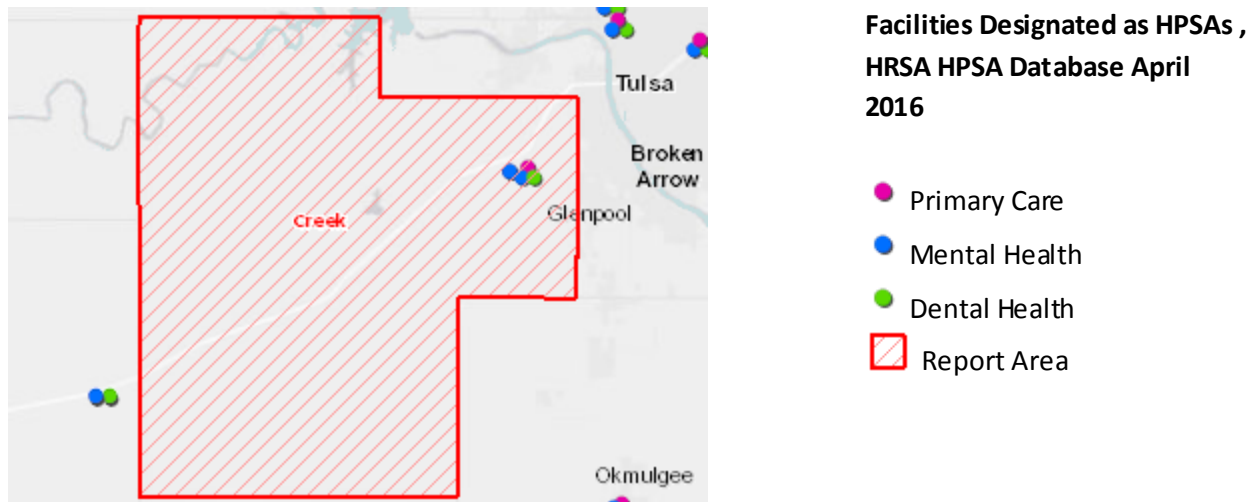 Facilities Designated as HPSAs ,
HRSA HPSA Database April
2016
Tulsa
Broken
Arrow
Glenpool
Creek
Okmulgee
Primary Care
Mental Health
Dental Health
Report Area